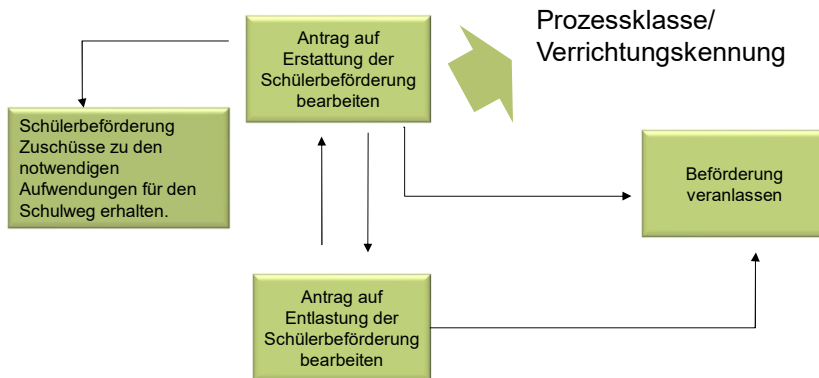 Antrag auf
Erstattung der
Schülerbeförderung
bearbeiten
Prozessklasse/
Verrichtungskennung
Schülerbeförderung
Zuschüsse zu den
notwendigen
Aufwendungen für den
Schulweg erhalten.
Beförderung
veranlassen
Antrag auf
Entlastung der
Schülerbeförderung
bearbeiten